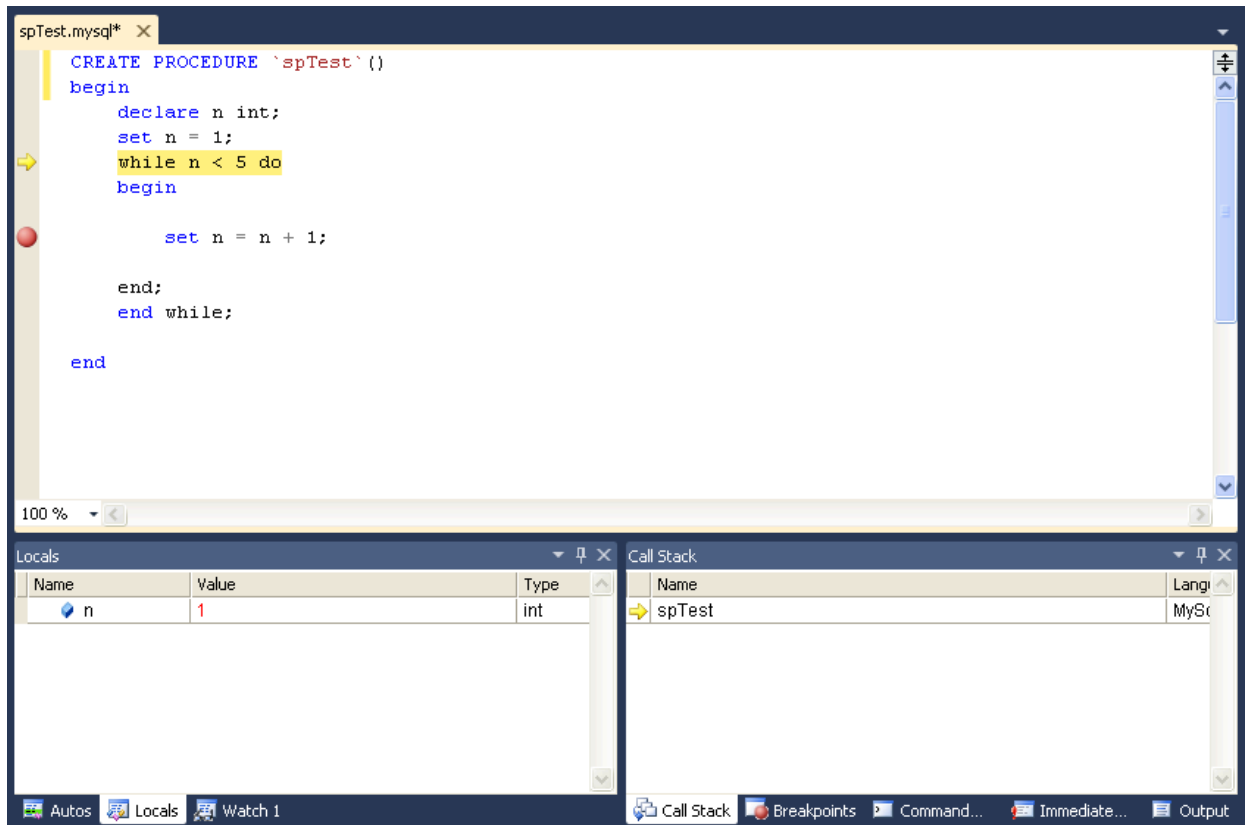 spTest.mysql*
CREATE PROCEDURE `spTest`()
begin
declare n int;
set n = 1;
while n < 5 do
begin
set n = n + 1;
end;
end while;
end
100 %
Locals
Name Value Type
n 1 int
Autos Locals Watch 1
Call Stack
Name Langu
spTest MySq
Call Stack Breakpoints Command... Immediate... Output